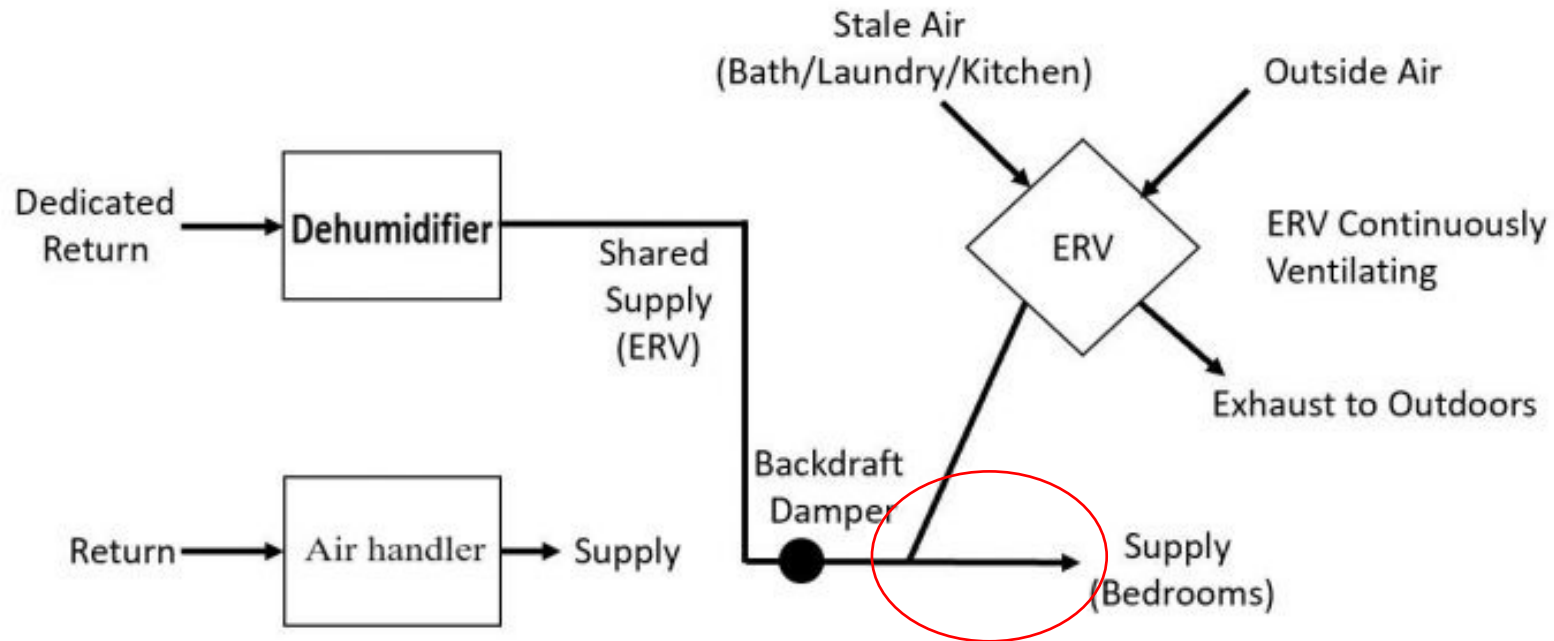 Stale Air
(Bath/Laundry/Kitchen)
Outside Air
Dedicated
Return
Dehumidifier
Shared
Supply
(ERV)
ERV
ERV Continuously
Ventilating
Exhaust to Outdoors
Backdraft
Damper
Return
Air handler
Supply
Supply
(Bedrooms)